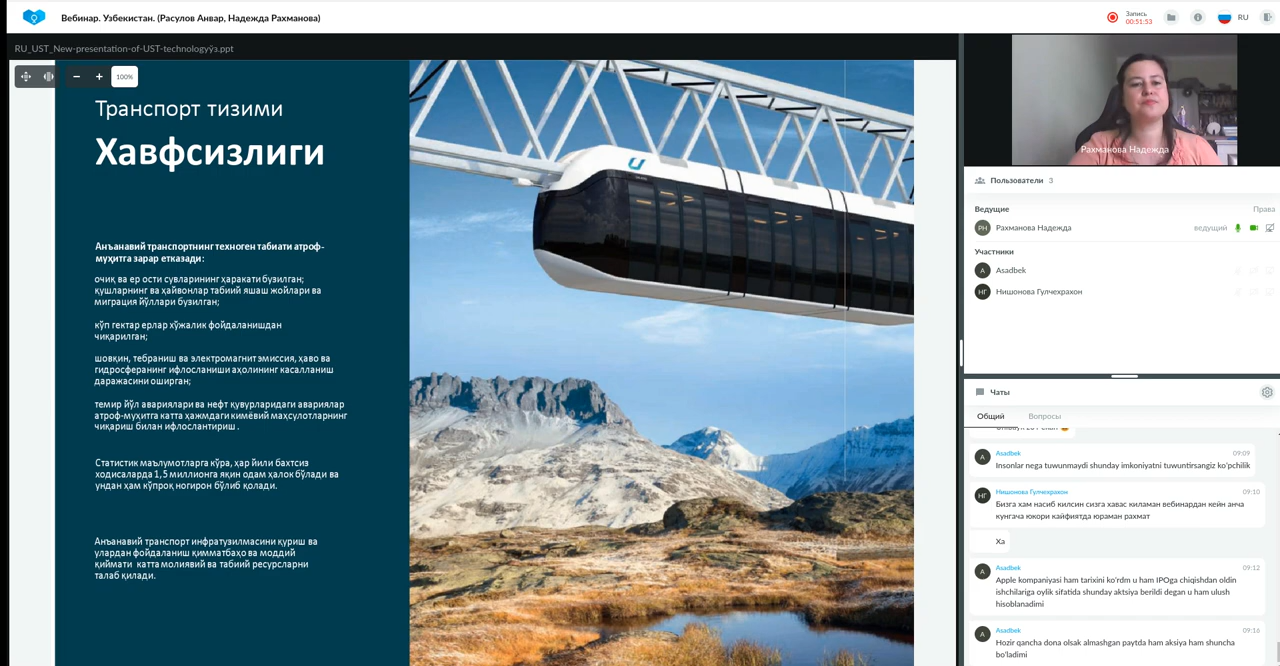 Вебинар. Узбекистан. (Расулов Анвар, Надежда Рахманова)
Запись
00:51:53
RU
RU_UST_New-presentation-of-UST-technologyўз.ppt
100%
Транспорт тизими
Хавфсизлиги
Анъанавий транспортнинг техноген табиати атроф-
муҳитга зарар етказади:
очиқ ва ер ости сувларининг ҳаракати бузилган;
қушларнинг ва ҳайвонлар табиий яшаш жойлари ва
миграция йўллари бузилган;
кўп гектар ерлар хўжалик фойдаланишдан
чиқарилган;
шовқин, тебраниш ва электромагнит эмиссия, ҳаво ва
гидросферанинг ифлосланиши аҳолининг касалланиш
даражасини оширган;
темир йўл авариялари ва нефт қувурларидаги авариялар
атроф-муҳитга катта ҳажмдаги кимёвий маҳсулотларнинг
чиқариш билан ифлослантириш .
Статистик маълумотларга кўра, ҳар йили бахтсиз
ходисаларда 1,5 миллионга яқин одам ҳалок бўлади ва
ундан ҳам кўпроқ ногирон бўлиб қолади.
Анъанавий транспорт инфратузилмасини қуриш ва
улардан фойдаланиш қимматбаҳо ва моддий
қиймати катта молиявий ва табиий ресурсларни
талаб қилади.
Рахманова Надежда
Пользователи 3
Ведущие Права
РН Рахманова Надежда ведущий
Участники
A Asadbek
НГ Нишонова Гулчехрахон
Чаты
Общий Вопросы
Asadbek 09:09
A Insonlar nega tuwunmaydi shunday imkoniyatni tuwuntirsangiz ko'pchilik
Нишонова Гулчехрахон 09:10
НГ Бизга хам насиб килсин сизга хавас киламан вебинардан кейн анча
кунгача юкори кайфиятда юраман рахмат
Ха
Asadbek 09:12
A Apple kompaniyasi ham tarixini ko'rdm u ham IPOga chiqishdan oldin
ishchilariga oylik sifatida shunday aktsiya berildi degan u ham ulush
hisoblanadimi
Asadbek 09:16
A Hozir qancha dona olsak almashgan paytda ham aksiya ham shuncha
bo'ladimi